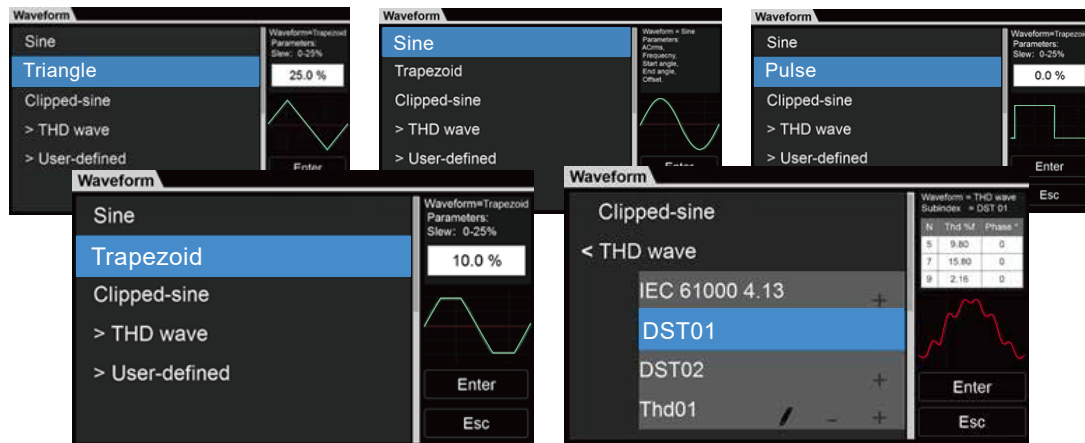 Waveform
Sine
Triangle
Clipped-sine
> THD wave
> User-defined
Waveform=Trapezoid
Parameters:
Slew: 0-25%
25.0 %
Enter
Waveform
Sine
Trapezoid
Clipped-sine
> THD wave
> User-defined
Waveform = Sine
Parameters:
ACrms,
Frequecny,
Start angle,
End angle,
Offset.
Enter
Waveform
Sine
Pulse
Clipped-sine
> THD wave
> User-defined
Waveform=Trapezoid
Parameters:
Slew: 0-25%
0.0 %
Enter
Esc
Waveform
Sine
Trapezoid
Clipped-sine
> THD wave
> User-defined
Waveform=Trapezoid
Parameters:
Slew: 0-25%
10.0 %
Enter
Esc
Waveform
Clipped-sine
< THD wave
IEC 61000 4.13 +
DST01
DST02 +
Thd01 - +
Waveform = THD wave
Subindex = DST 01
N Thd %f Phase °
5 9.80 0
7 15.80 0
9 2.16 0
Enter
Esc